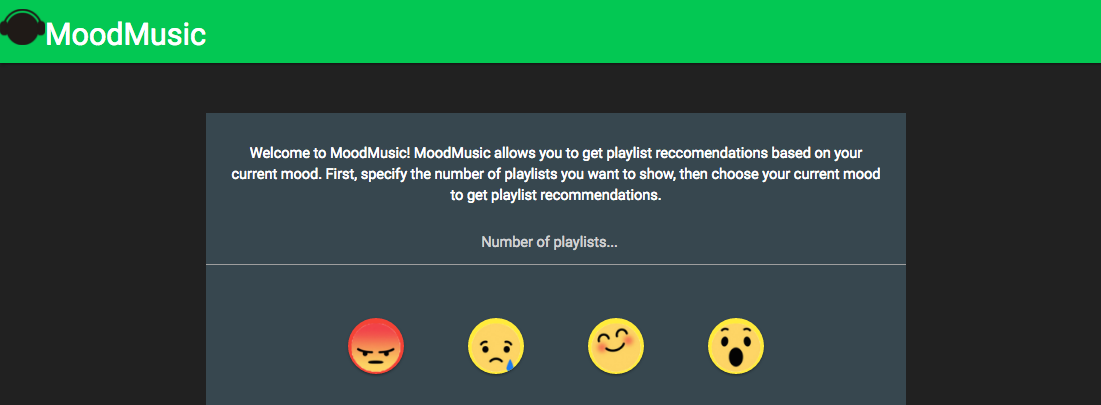 MoodMusic
Welcome to MoodMusic! MoodMusic allows you to get playlist reccomendations based on your
current mood. First, specify the number of playlists you want to show, then choose your current mood
to get playlist recommendations.
Number of playlists...